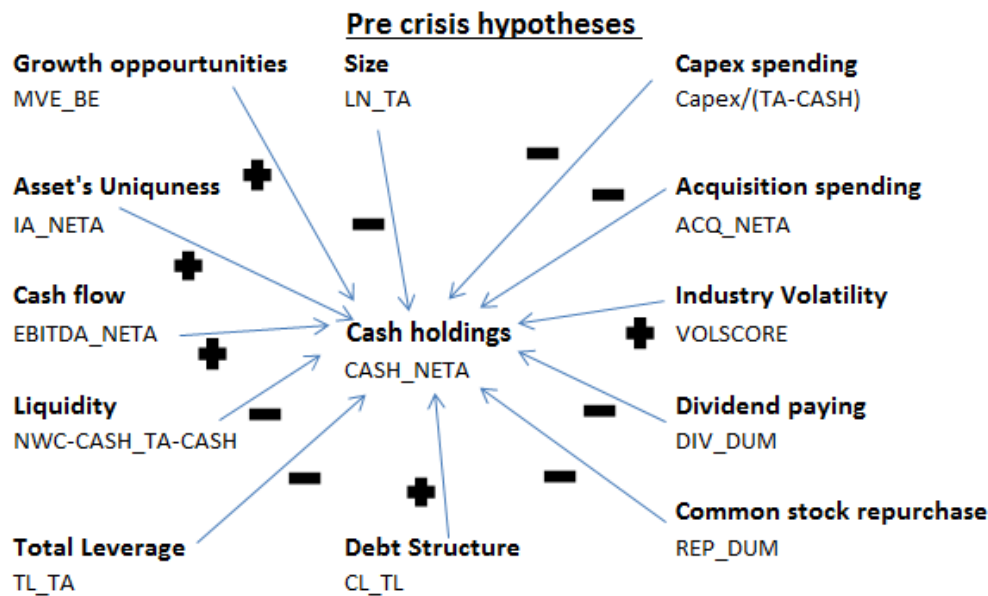 Pre crisis hypotheses
Growth oppourtunities
MVE_BE
Size
LN_TA
Capex spending
Capex/(TA-CASH)
Asset's Uniquness
IA_NETA
Acquisition spending
ACQ_NETA
Cash flow
EBITDA_NETA
Cash holdings
CASH_NETA
Industry Volatility
VOLSCORE
Liquidity
NWC-CASH_TA-CASH
Dividend paying
DIV_DUM
Total Leverage
TL_TA
Debt Structure
CL_TL
Common stock repurchase
REP_DUM